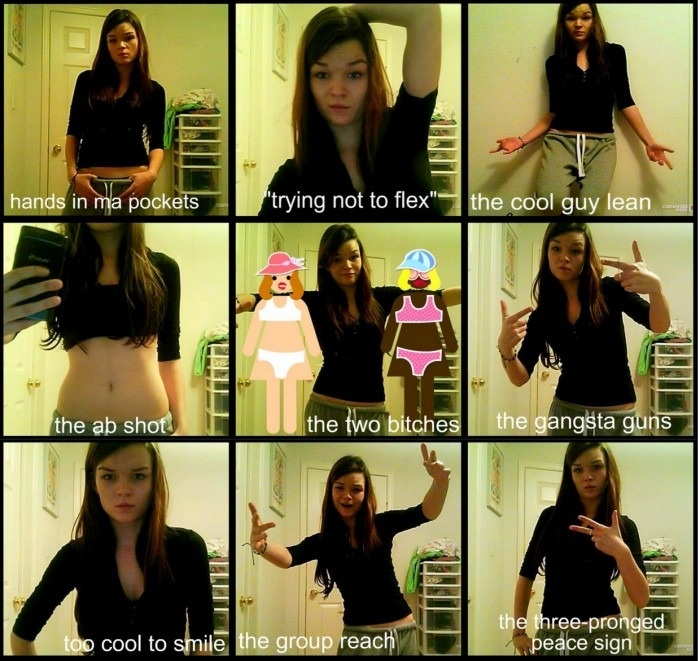 hands in ma pockets
"trying not to flex"
the cool guy lean
the ab shot
the two bitches
the gangsta guns
too cool to smile
the group reach
the three-pronged
peace sign